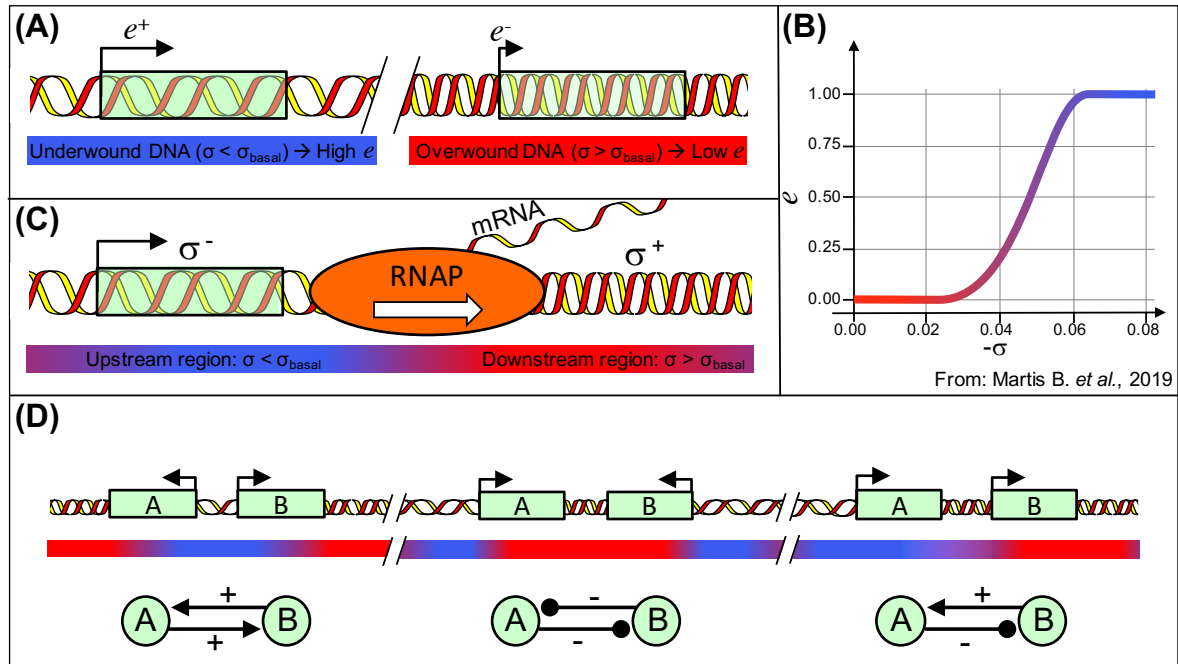 (A)
e⁺
e⁻
Underwound DNA (σ < σbasal) → High e
Overwound DNA (σ > σbasal) → Low e
(B)
e
1.00
0.75
0.50
0.25
0.00
0.00 0.02 0.04 0.06 0.08
-σ
From: Martis B. et al., 2019
(C)
σ⁻
RNAP
mRNA
σ⁺
Upstream region: σ < σbasal
Downstream region: σ > σbasal
(D)
A B A B A B
A + + B
A - - B
A + - B